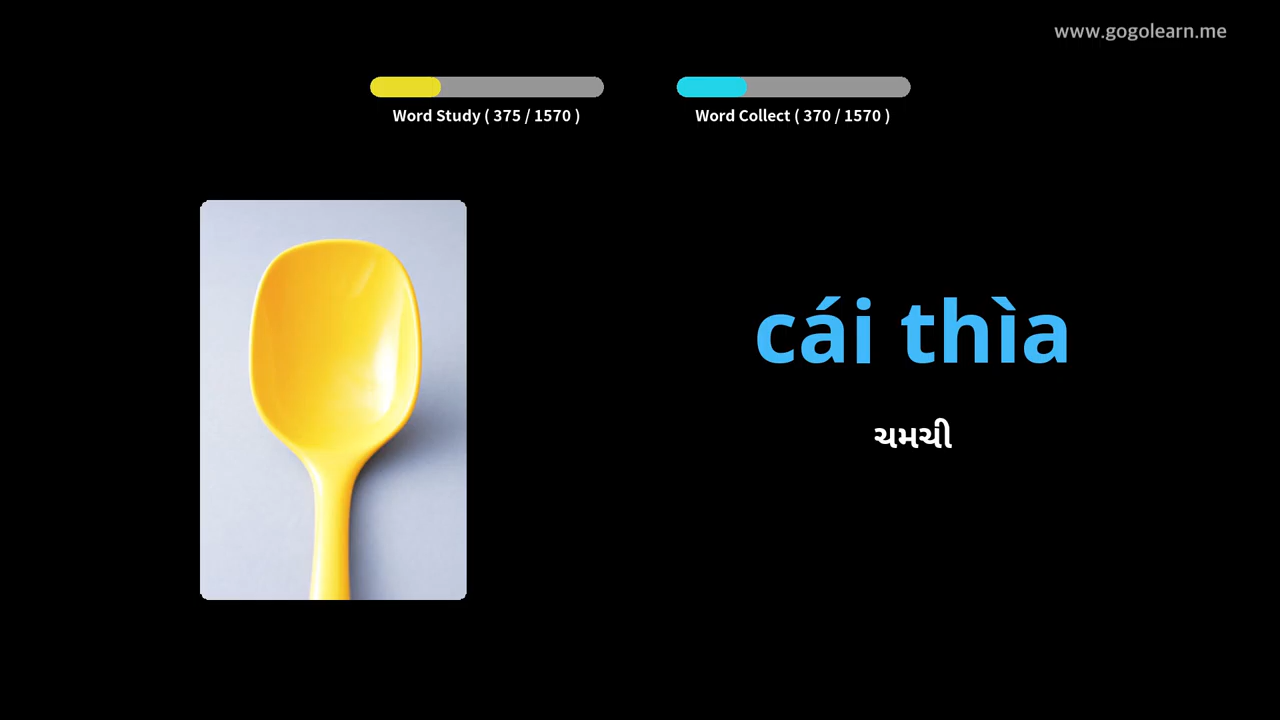 www.gogolearn.me
Word Study ( 375 / 1570 )
Word Collect ( 370 / 1570 )
cái thìa
ચમચી